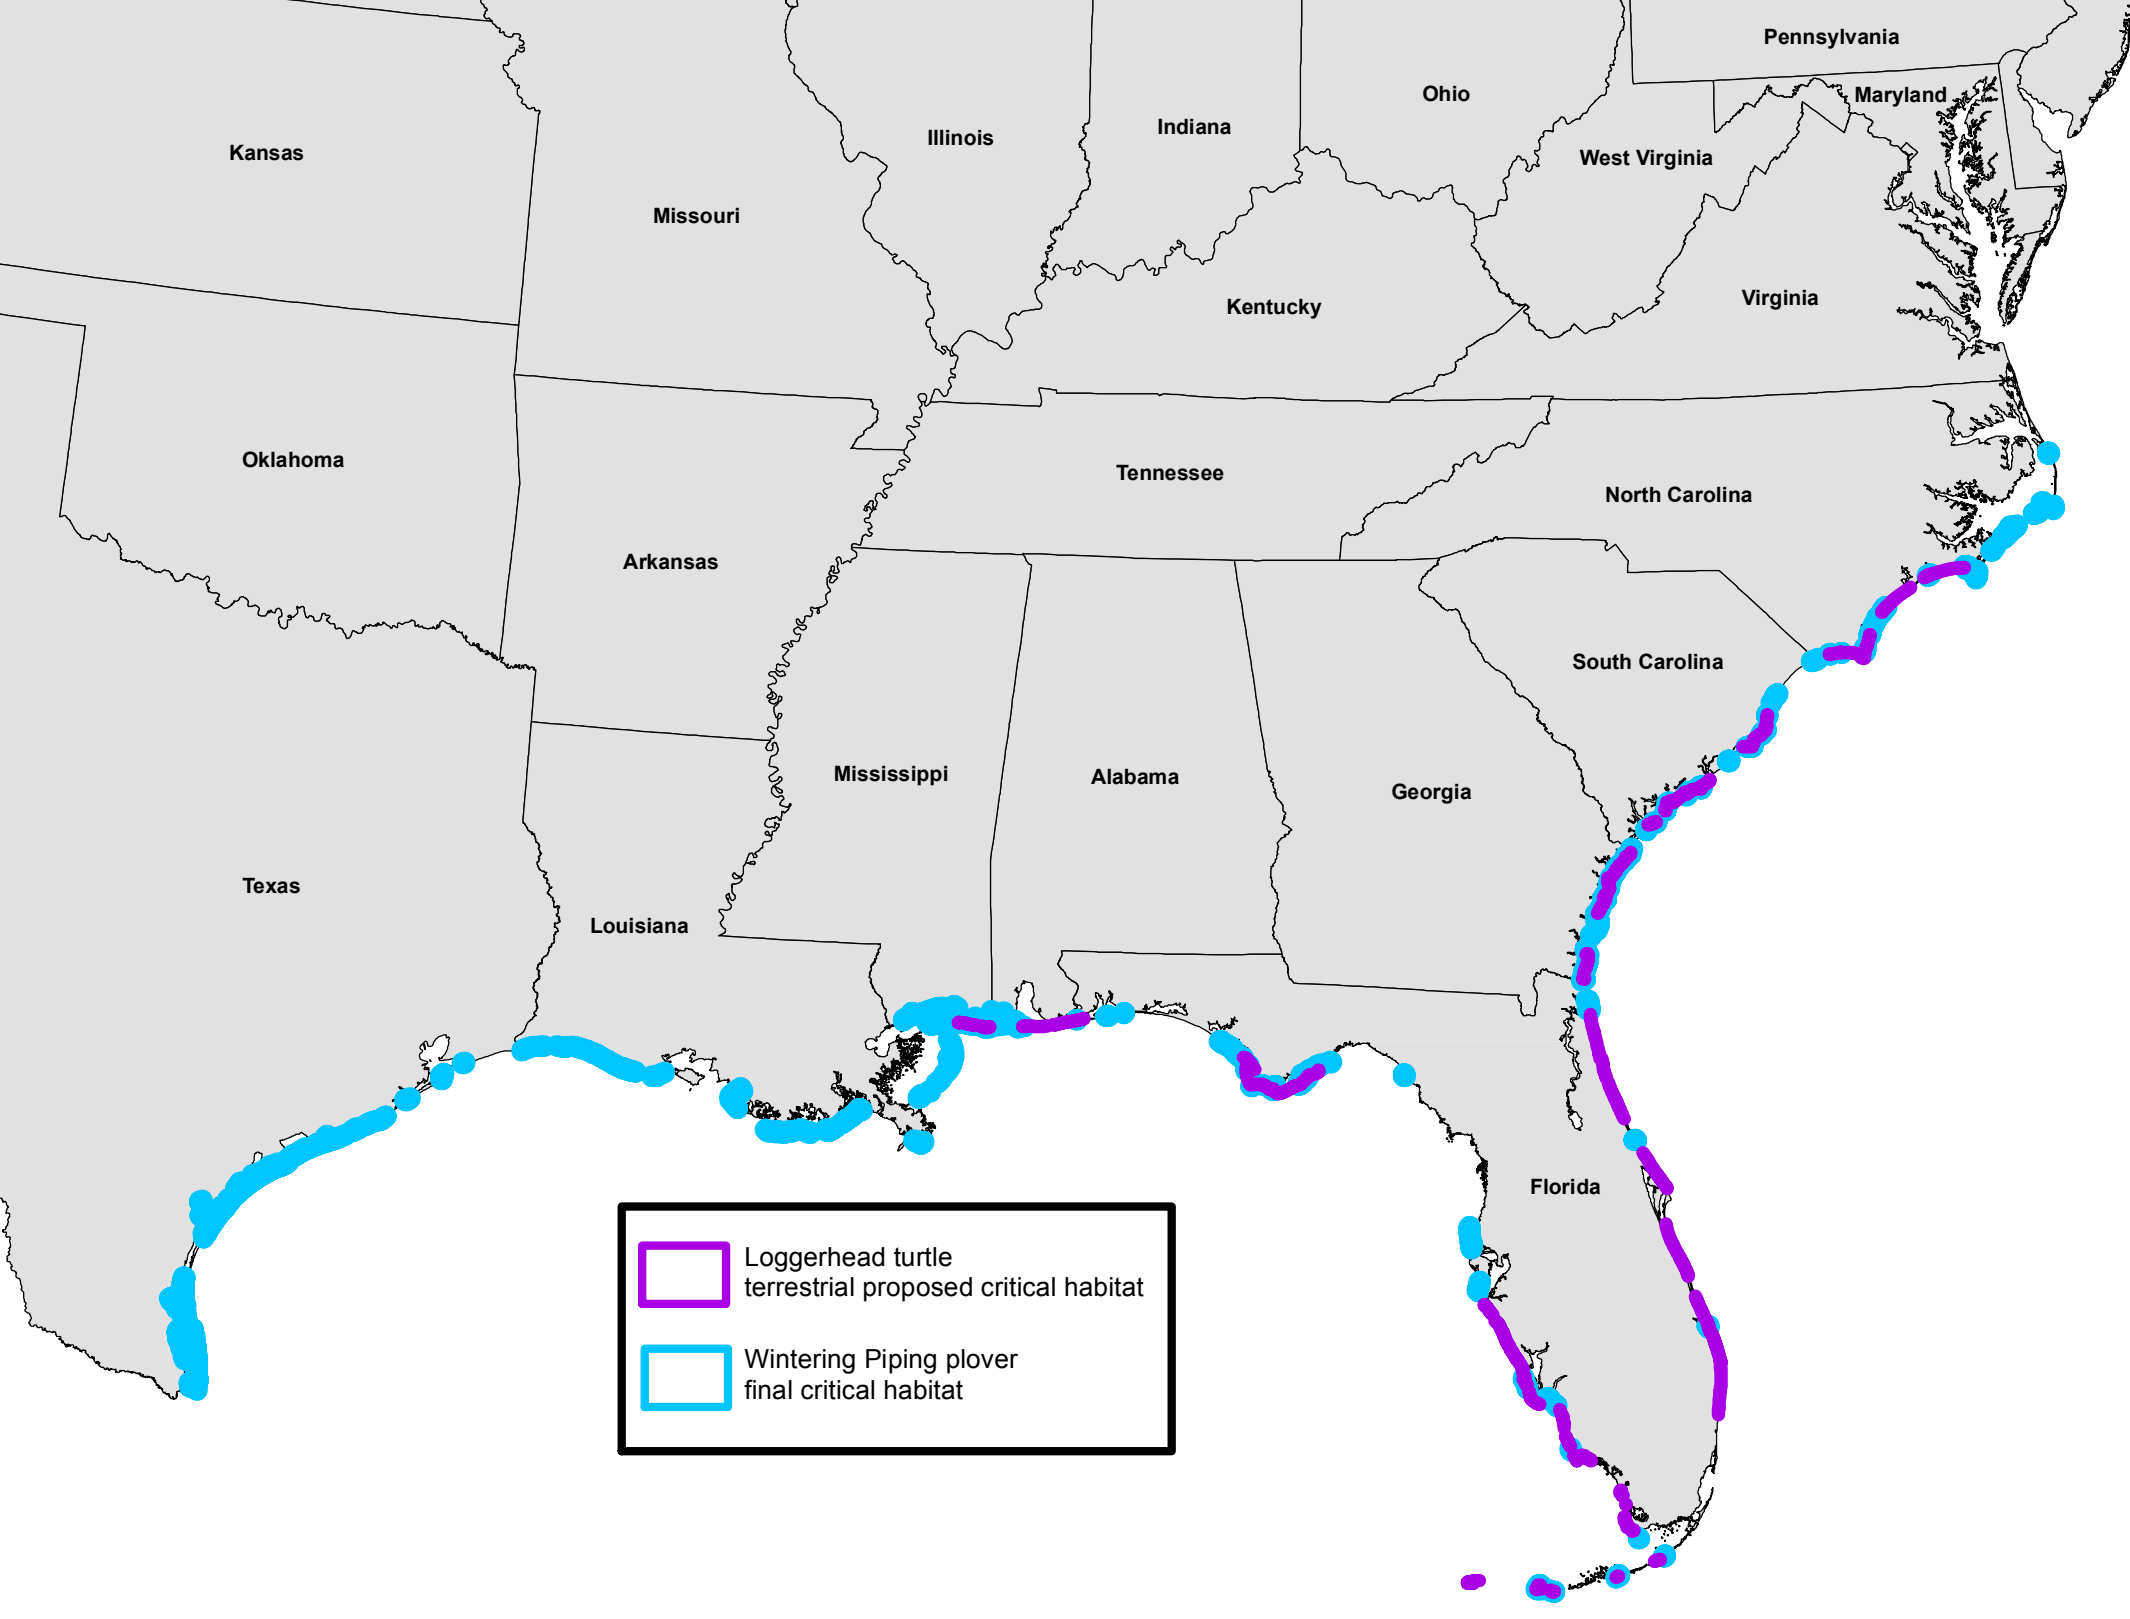 Pennsylvania
Ohio
Maryland
Illinois
Indiana
Kansas
West Virginia
Missouri
Kentucky
Virginia
Oklahoma
Tennessee
North Carolina
Arkansas
South Carolina
Mississippi
Alabama
Georgia
Texas
Louisiana
Florida
Loggerhead turtle
terrestrial proposed critical habitat
Wintering Piping plover
final critical habitat